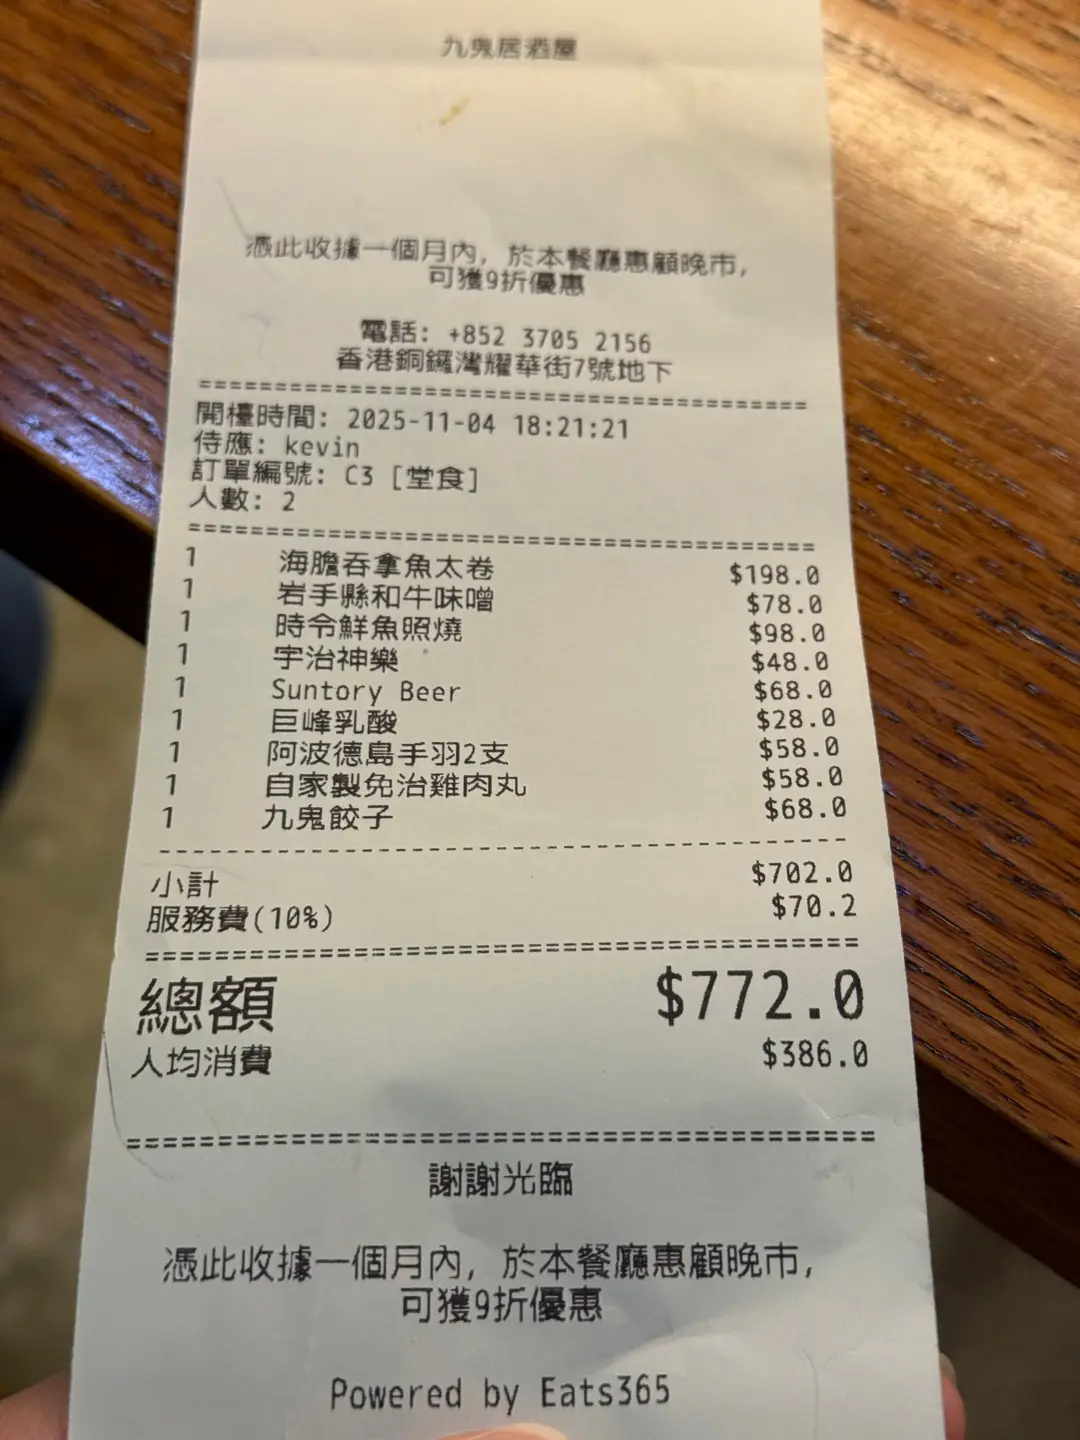 九鬼居酒屋
憑此收據一個月內, 於本餐廳惠顧晚市,
可獲9折優惠
電話: +852 3705 2156
香港銅鑼灣耀華街7號地下
======================================
開檯時間: 2025-11-04 18:21:21
侍應: kevin
訂單編號: C3 [堂食]
人數: 2
======================================
1 海膽吞拿魚太卷 $198.0
1 岩手縣和牛味噌 $78.0
1 時令鮮魚照燒 $98.0
1 宇治神樂 $48.0
1 Suntory Beer $68.0
1 巨峰乳酸 $28.0
1 阿波德島手羽2支 $58.0
1 自家製免治雞肉丸 $58.0
1 九鬼餃子 $68.0
--------------------------------------
小計 $702.0
服務費(10%) $70.2
======================================
總額 $772.0
人均消費 $386.0
======================================
謝謝光臨
憑此收據一個月內, 於本餐廳惠顧晚市,
可獲9折優惠
Powered by Eats365